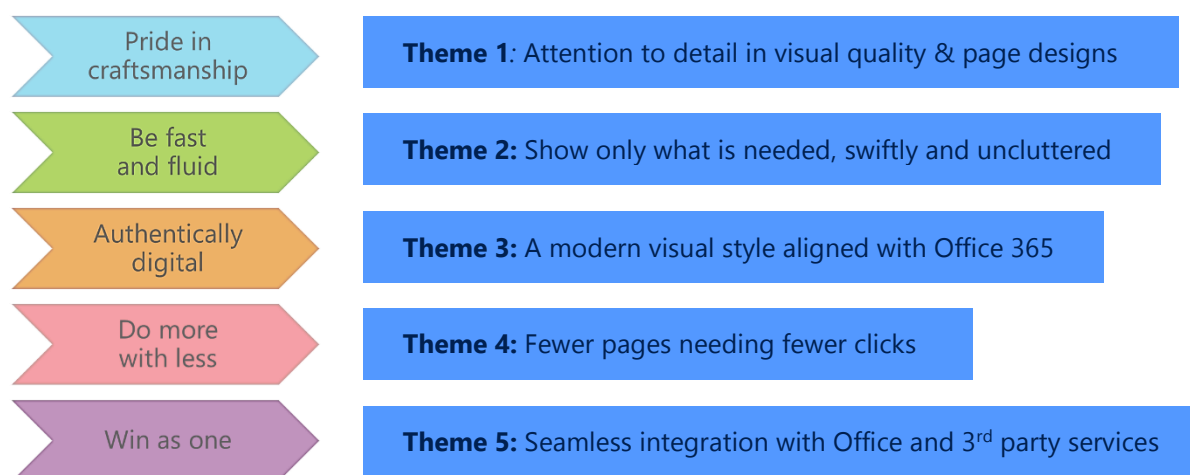 Pride in
craftsmanship
Theme 1: Attention to detail in visual quality & page designs
Be fast
and fluid
Theme 2: Show only what is needed, swiftly and uncluttered
Authentically
digital
Theme 3: A modern visual style aligned with Office 365
Do more
with less
Theme 4: Fewer pages needing fewer clicks
Win as one
Theme 5: Seamless integration with Office and 3rd party services